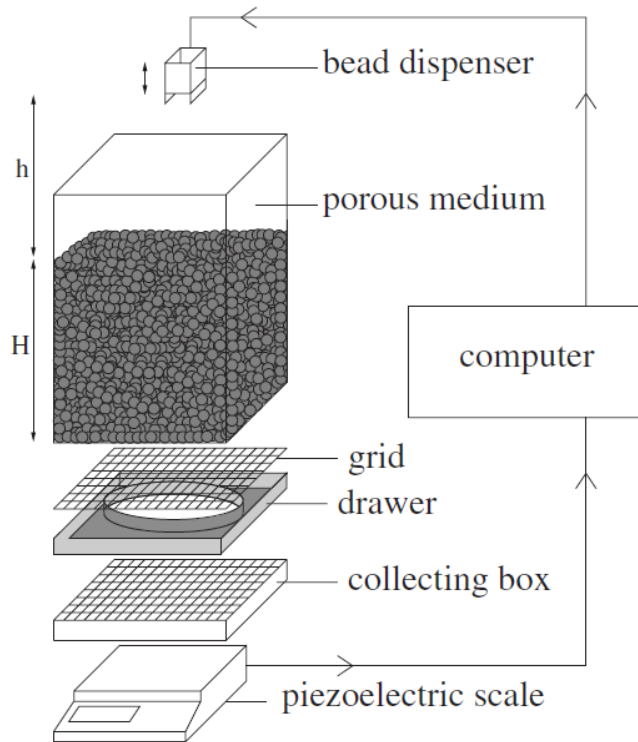 bead dispenser
h
porous medium
H
computer
grid
drawer
collecting box
piezoelectric scale